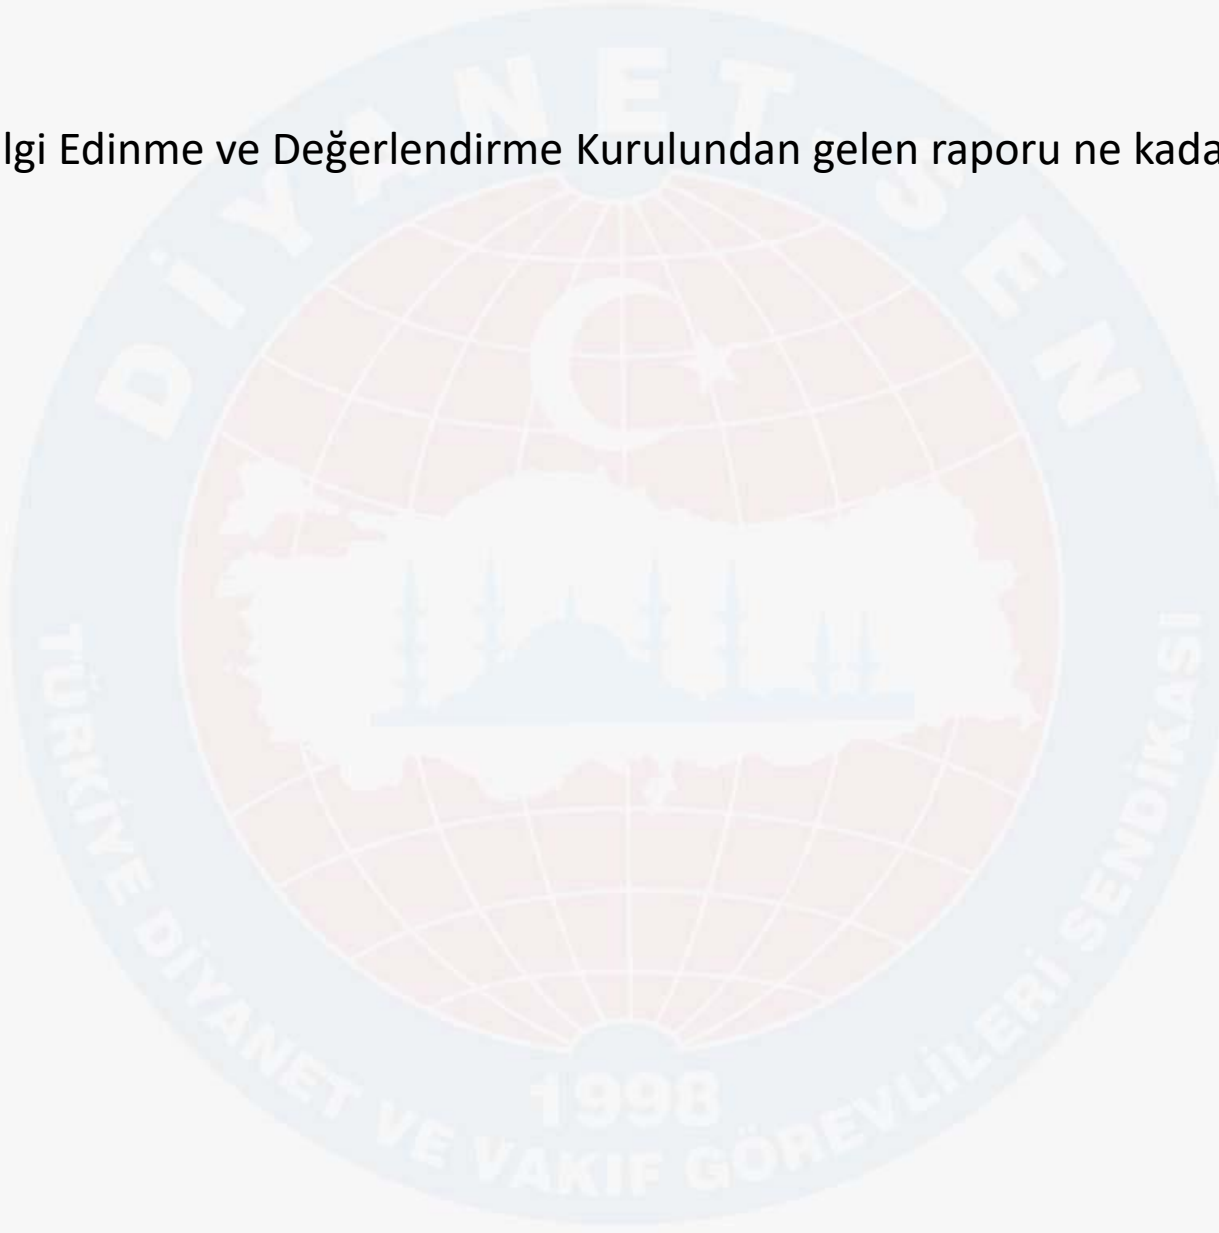 lgi Edinme ve Değerlendirme Kurulundan gelen raporu ne kada
DİYANET-SEN
TÜRKİYE DİYANET VE VAKIF GÖREVLİLERİ SENDİKASI
1998